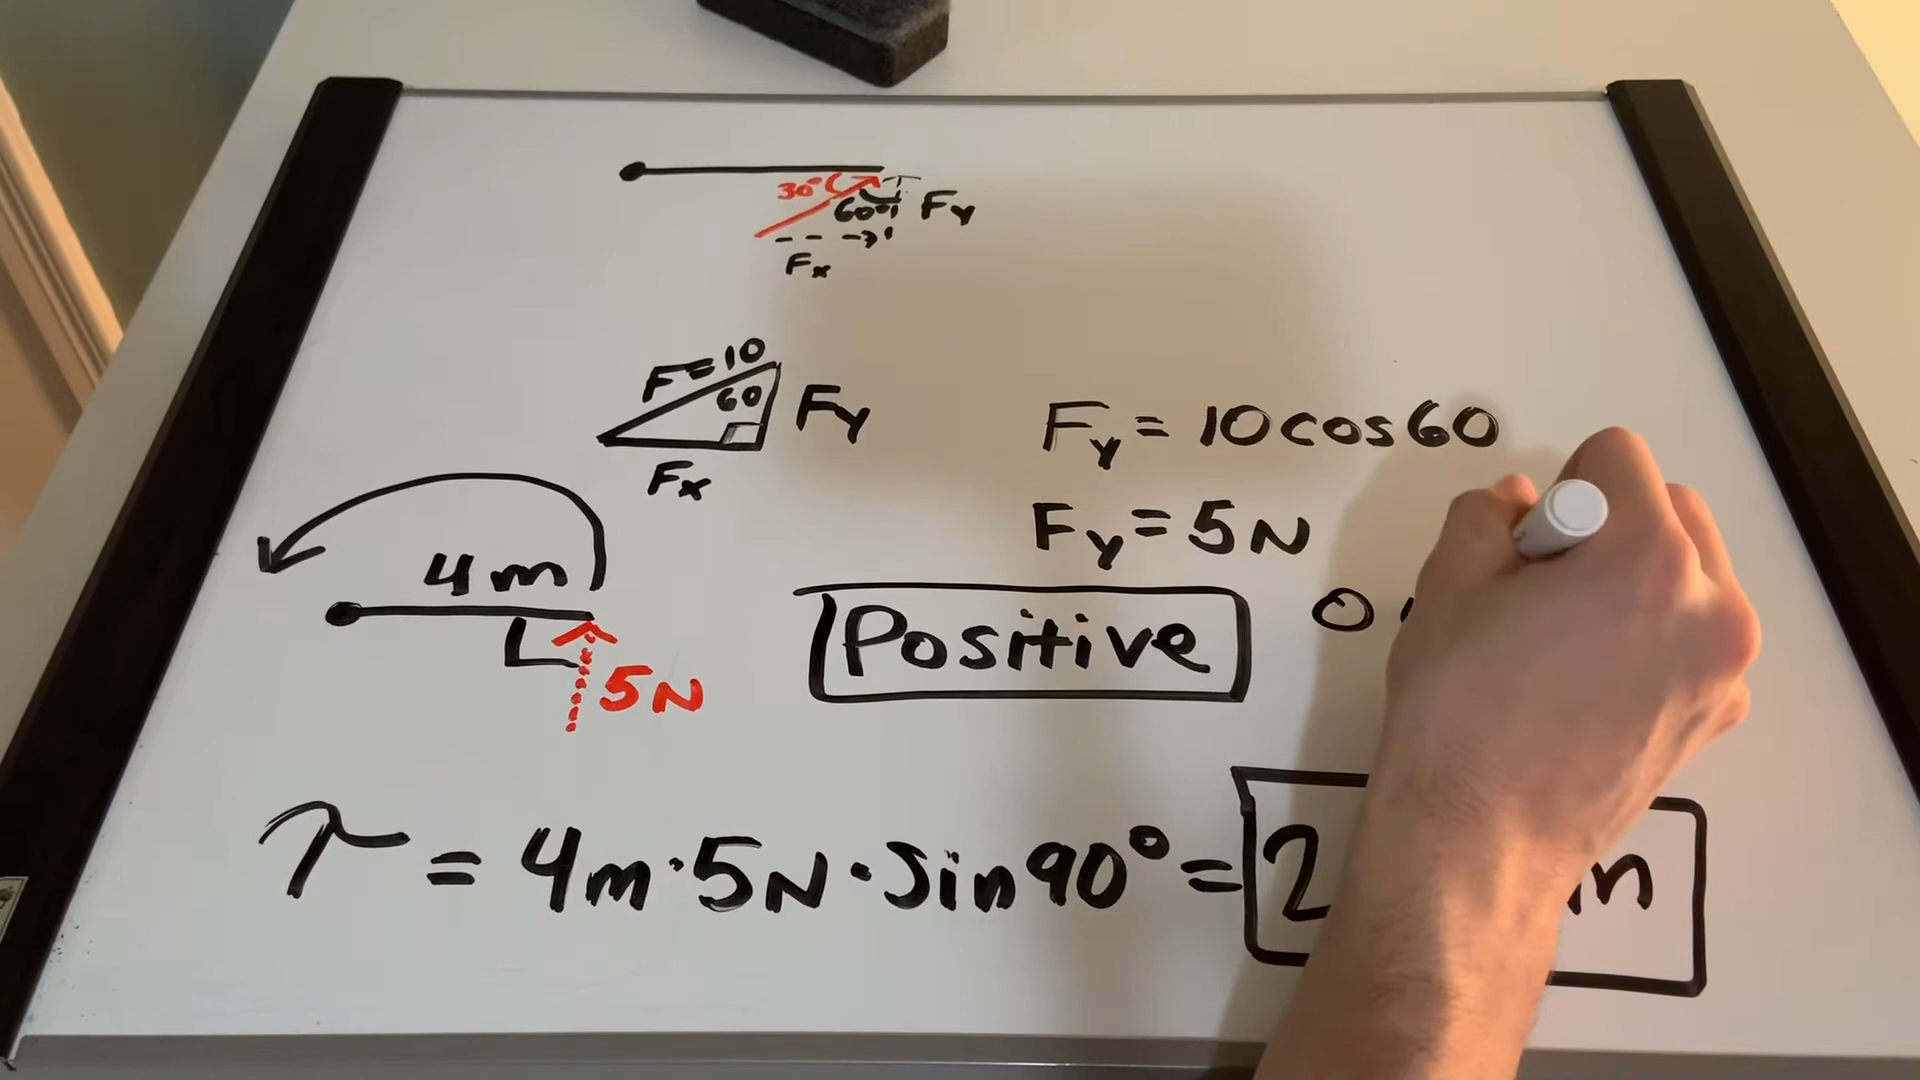 30°
60°
Fy
Fx
F=10
60
Fy
Fx
Fy = 10cos60
Fy = 5N
4m
5N
Positive
τ = 4m·5N·sin90° =